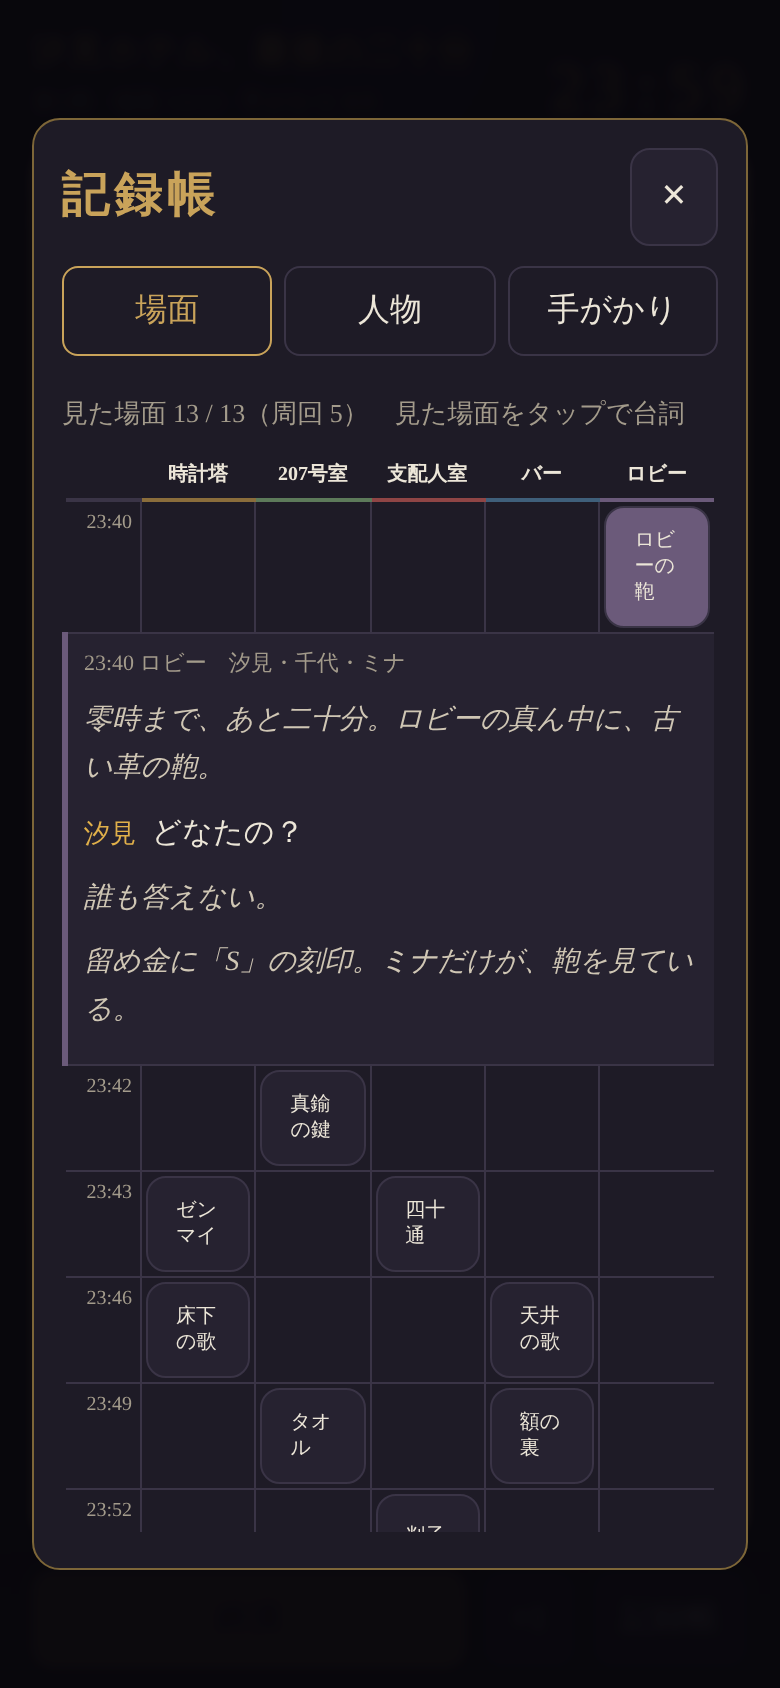 記録帳
×
場面 人物 手がかり
見た場面 13 / 13（周回 5） 見た場面をタップで台詞
時計塔 207号室 支配人室 バー ロビー
23:40
ロビ
ーの
鞄
23:40 ロビー 汐見・千代・ミナ
零時まで、あと二十分。ロビーの真ん中に、古
い革の鞄。
汐見 どなたの？
誰も答えない。
留め金に「S」の刻印。ミナだけが、鞄を見てい
る。
23:42
真鍮
の鍵
23:43
ゼン
マイ
四十
通
23:46
床下
の歌
天井
の歌
23:49
タオ
ル
額の
裏
23:52